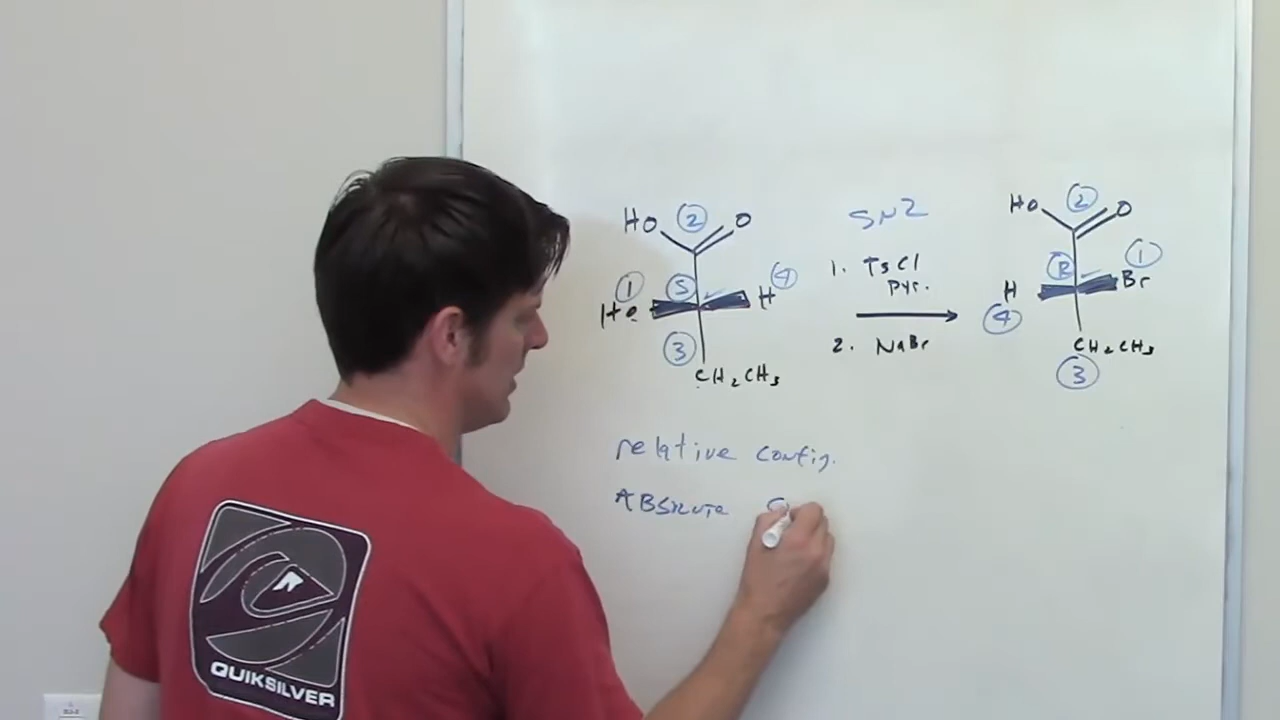 HO 2 O
1 S H 4
HO
3
CH2CH3
SN2
1. TsCl
pyr.
2. NaBr
HO 2 O
R 1
H Br
4
CH2CH3
3
relative config.
ABSOLUTE C
QUIKSILVER